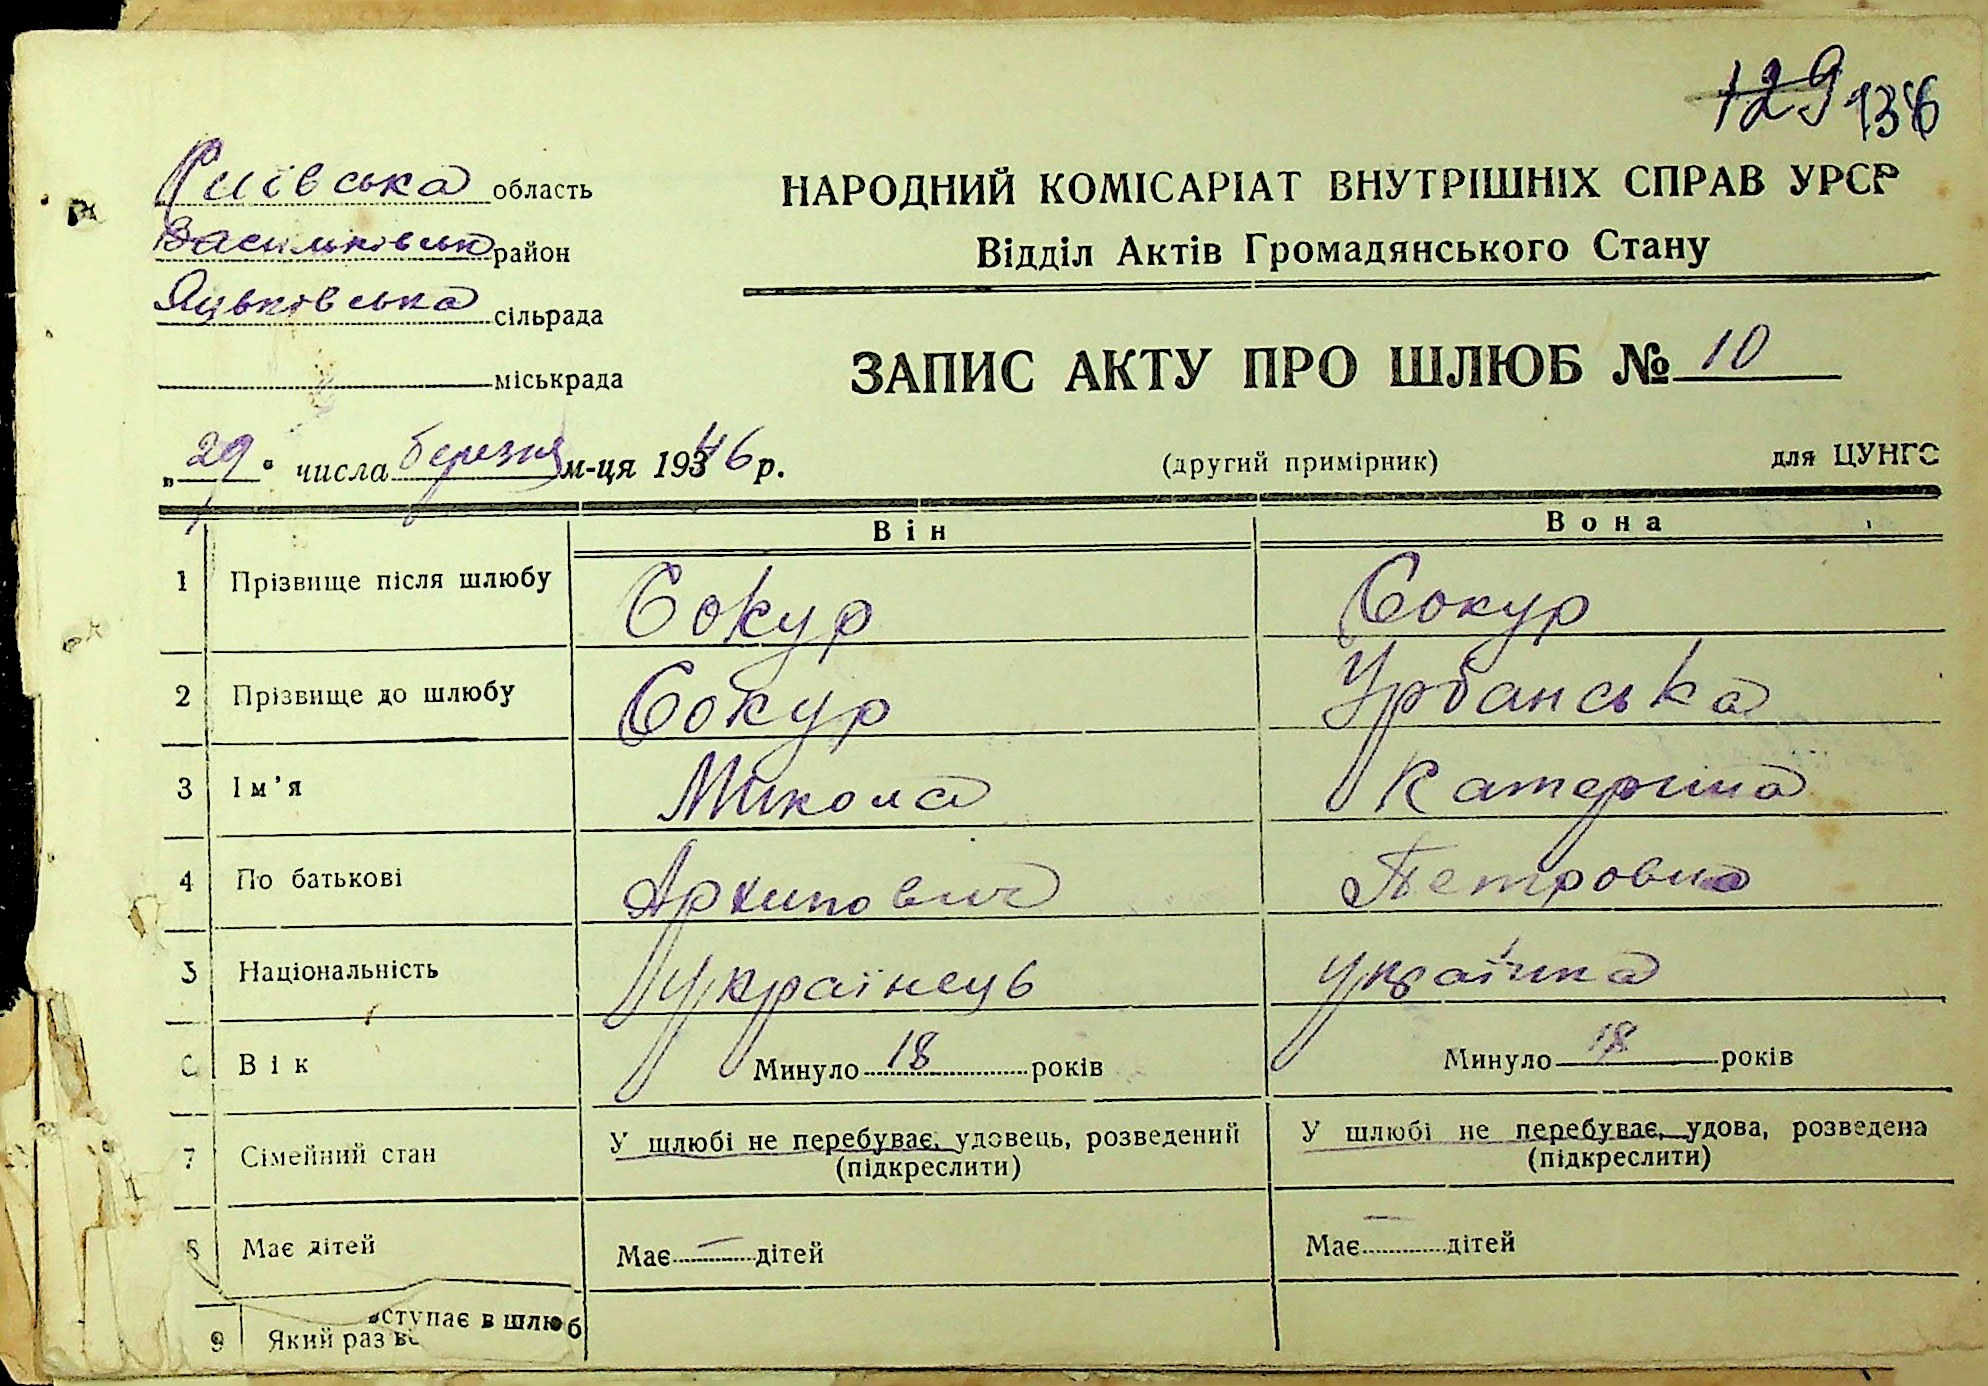 129 136
Київська область
Васильківськ район
Яцьківська сільрада
міськрада
НАРОДНИЙ КОМІСАРІАТ ВНУТРІШНІХ СПРАВ УРСР
Відділ Актів Громадянського Стану
ЗАПИС АКТУ ПРО ШЛЮБ № 10
„29“ числа березня м-ця 1946 р.
(другий примірник)
для ЦУНГО
Він Вона
1 Прізвище після шлюбу Сокур Сокур
2 Прізвище до шлюбу Сокур Урбанська
3 Ім’я Микола Катерина
4 По батькові Архипович Петровна
5 Національність Українець Українка
6 Вік Минуло 18 років Минуло 18 років
7 Сімейний стан У шлюбі не перебуває, удовець, розведений У шлюбі не перебуває, удова, розведена
(підкреслити) (підкреслити)
8 Має дітей Має — дітей Має — дітей
9 Який раз вступає в шлюб